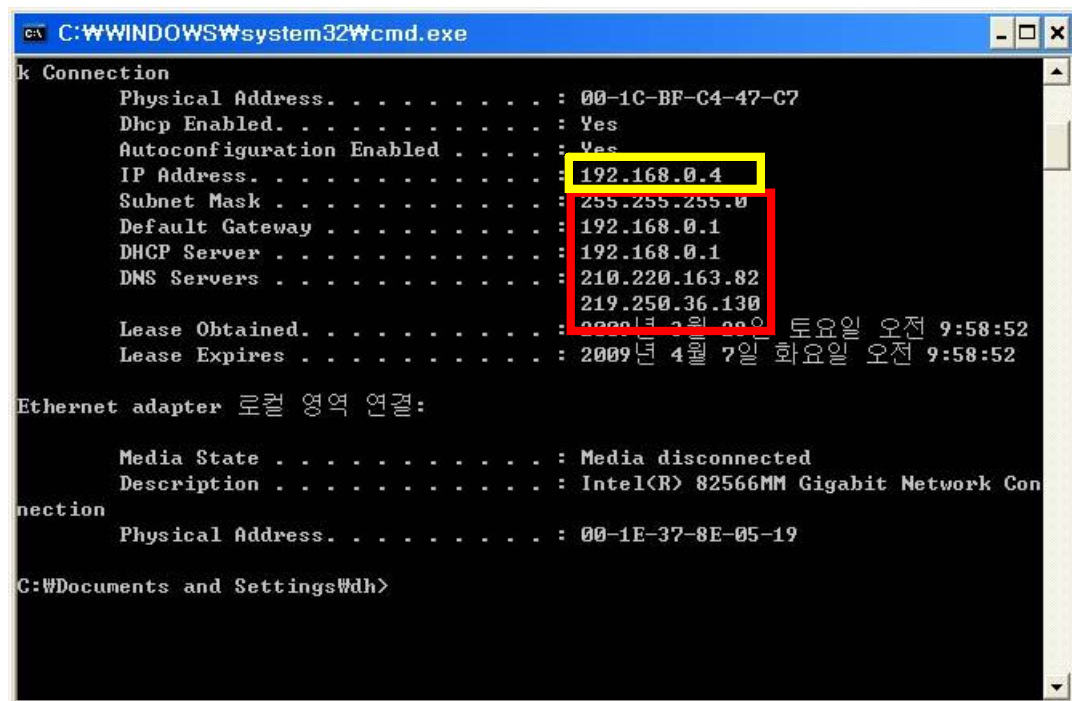 C:₩WINDOWS₩system32₩cmd.exe
k Connection
Physical Address. . . . . . . . . : 00-1C-BF-C4-47-C7
Dhcp Enabled. . . . . . . . . . . : Yes
Autoconfiguration Enabled . . . . : Yes
IP Address. . . . . . . . . . . . : 192.168.0.4
Subnet Mask . . . . . . . . . . . : 255.255.255.0
Default Gateway . . . . . . . . . : 192.168.0.1
DHCP Server . . . . . . . . . . . : 192.168.0.1
DNS Servers . . . . . . . . . . . : 210.220.163.82
219.250.36.130
Lease Obtained. . . . . . . . . . : 토요일 오전 9:58:52
Lease Expires . . . . . . . . . . : 2009년 4월 7일 화요일 오전 9:58:52
Ethernet adapter 로컬 영역 연결:
Media State . . . . . . . . . . . : Media disconnected
Description . . . . . . . . . . . : Intel(R) 82566MM Gigabit Network Con
nection
Physical Address. . . . . . . . . : 00-1E-37-8E-05-19
C:₩Documents and Settings₩dh>